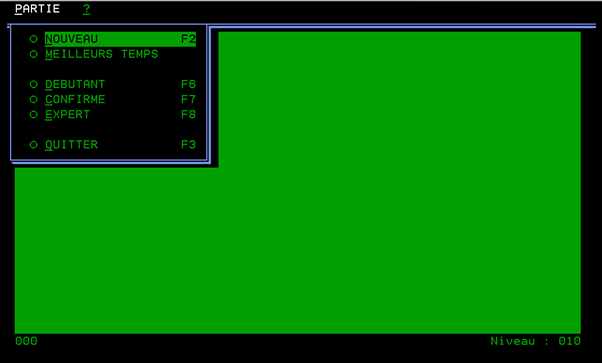 PARTIE ?
NOUVEAU F2
MEILLEURS TEMPS
DEBUTANT F6
CONFIRME F7
EXPERT F8
QUITTER F3
000 Niveau : 010